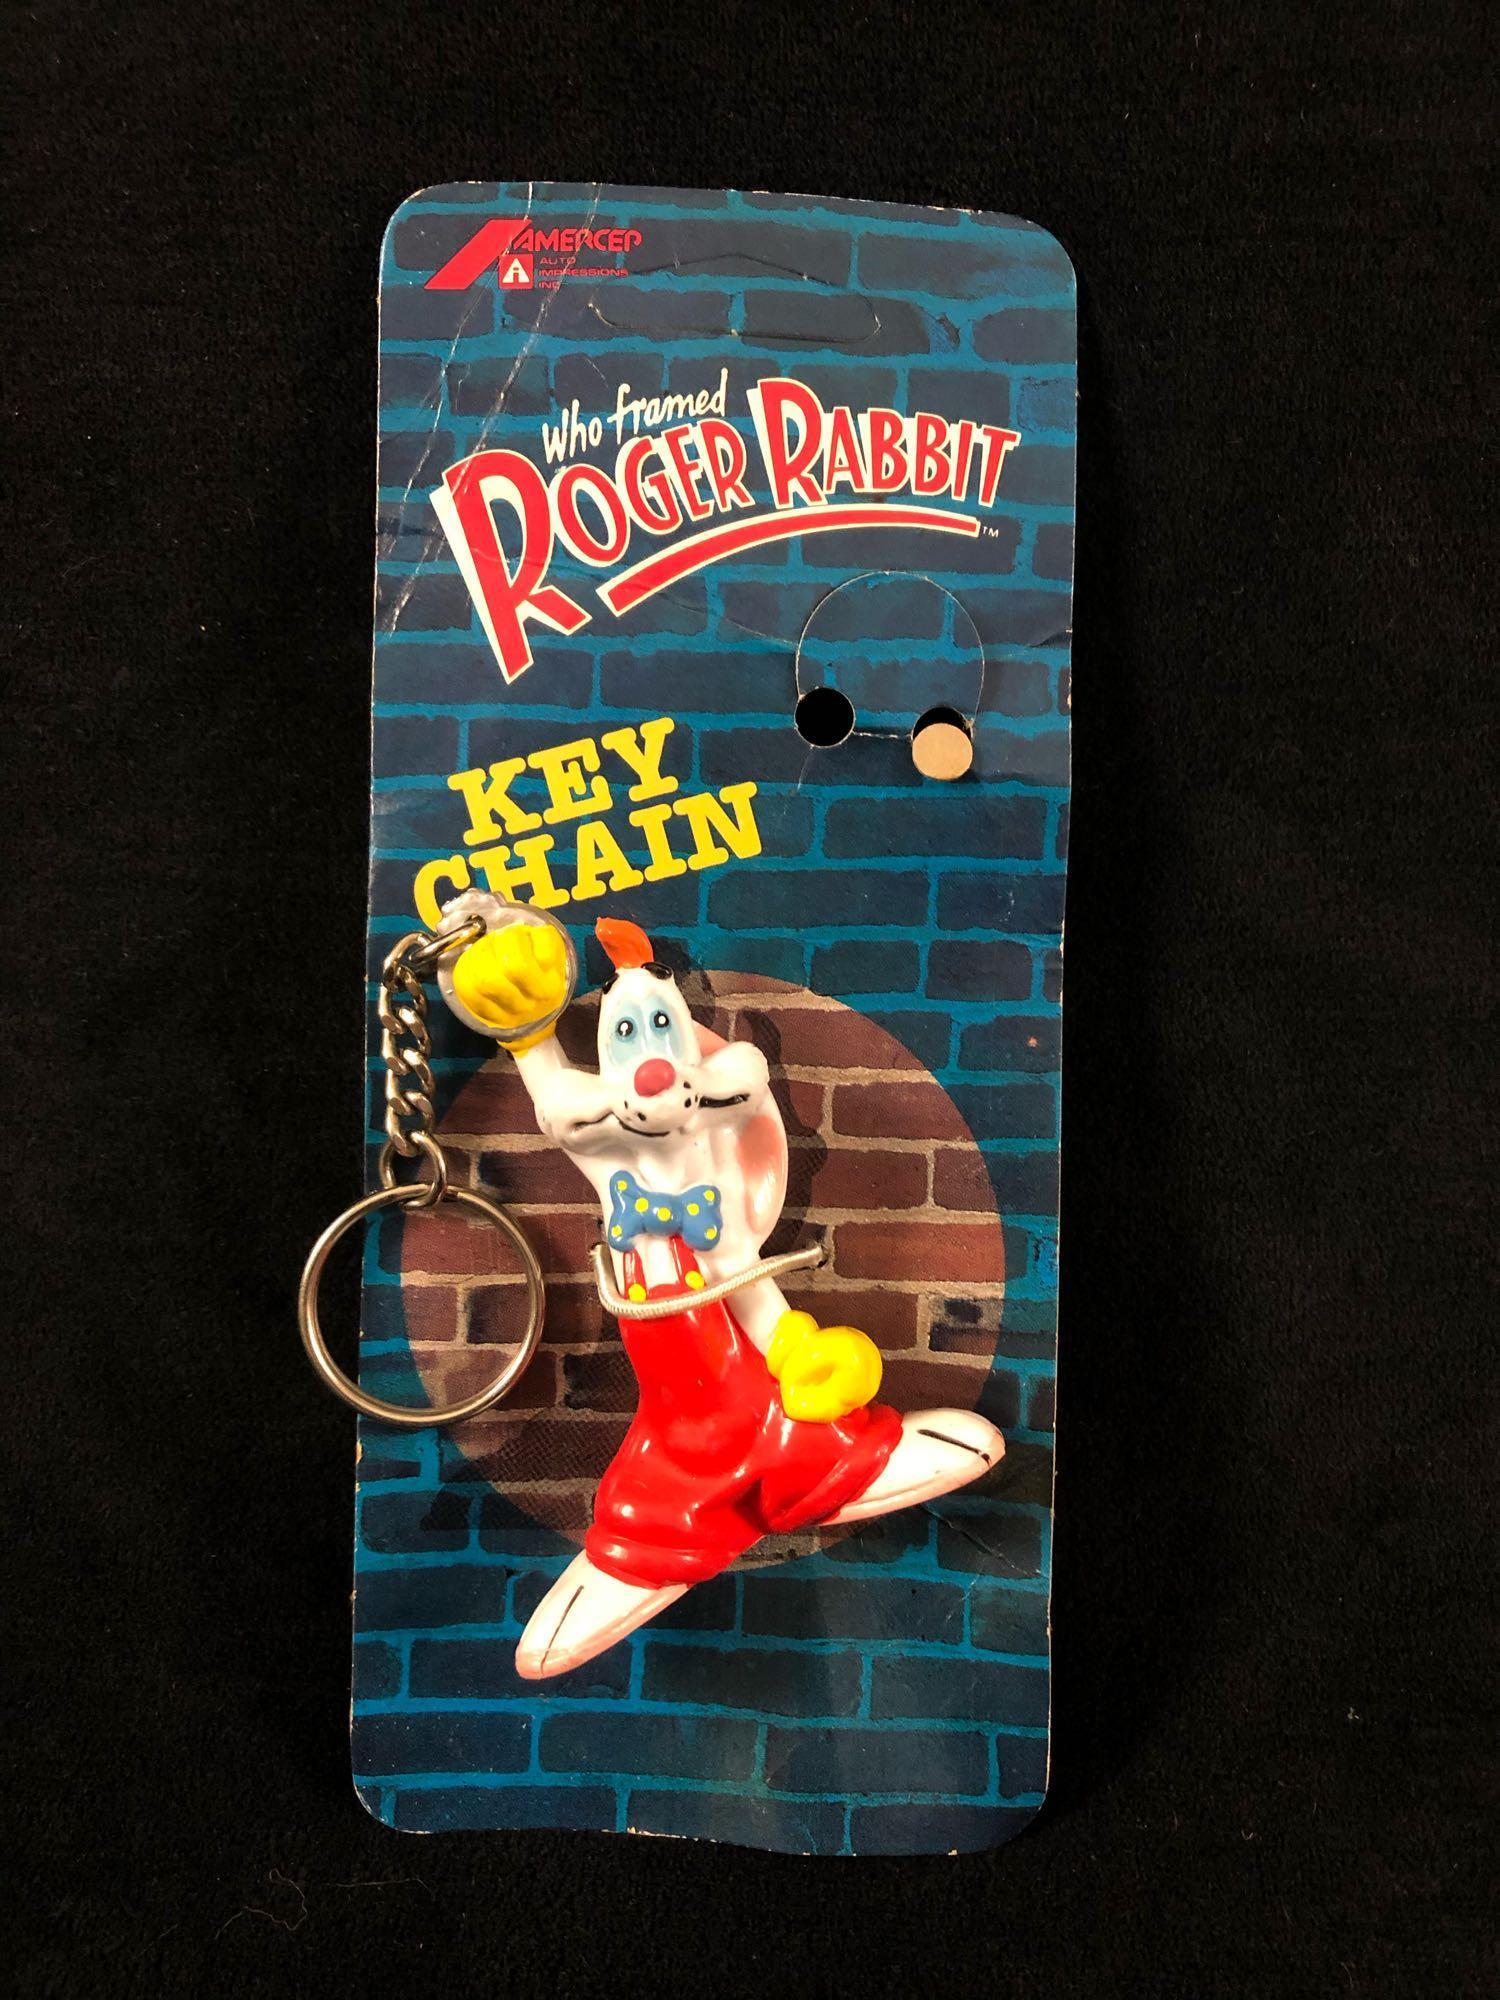 AMERCEP
AUTO
IMPRESSIONS
INC
Who framed
ROGER RABBIT
™
KEY
CHAIN